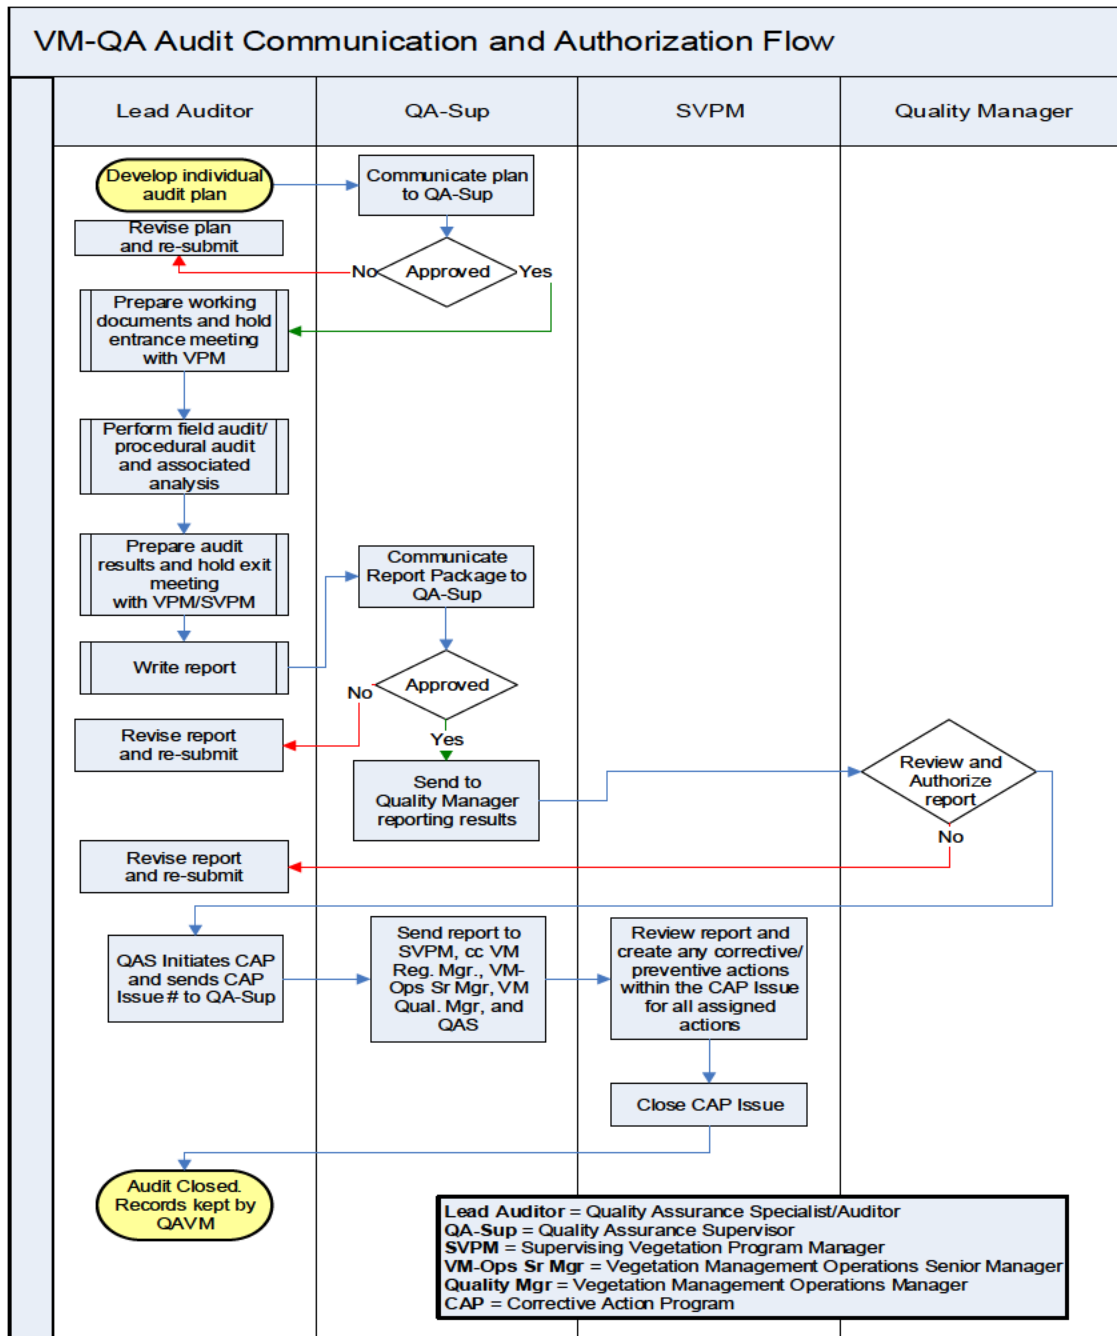 VM-QA Audit Communication and Authorization Flow
Lead Auditor
QA-Sup
SVPM
Quality Manager
Develop individual
audit plan
Communicate plan
to QA-Sup
Revise plan
and re-submit
No
Approved
Yes
Prepare working
documents and hold
entrance meeting
with VPM
Perform field audit/
procedural audit
and associated
analysis
Prepare audit
results and hold exit
meeting
with VPM/SVPM
Communicate
Report Package to
QA-Sup
Write report
Approved
No
Yes
Revise report
and re-submit
Send to
Quality Manager
reporting results
Review and
Authorize
report
No
Revise report
and re-submit
QAS Initiates CAP
and sends CAP
Issue # to QA-Sup
Send report to
SVPM, cc VM
Reg. Mgr., VM-
Ops Sr Mgr, VM
Qual. Mgr, and
QAS
Review report and
create any corrective/
preventive actions
within the CAP Issue
for all assigned
actions
Close CAP Issue
Audit Closed.
Records kept by
QAVM
Lead Auditor = Quality Assurance Specialist/Auditor
QA-Sup = Quality Assurance Supervisor
SVPM = Supervising Vegetation Program Manager
VM-Ops Sr Mgr = Vegetation Management Operations Senior Manager
Quality Mgr = Vegetation Management Operations Manager
CAP = Corrective Action Program